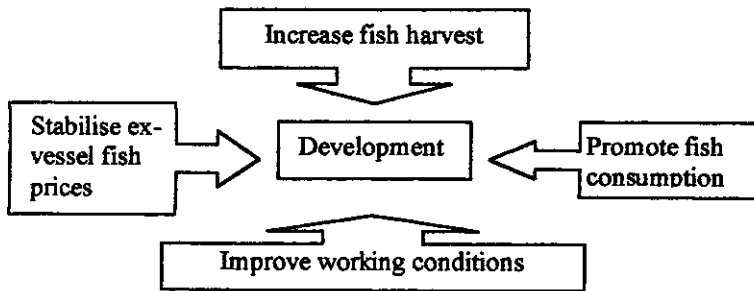 Increase fish harvest
Stabilise ex-
vessel fish
prices
Development
Promote fish
consumption
Improve working conditions